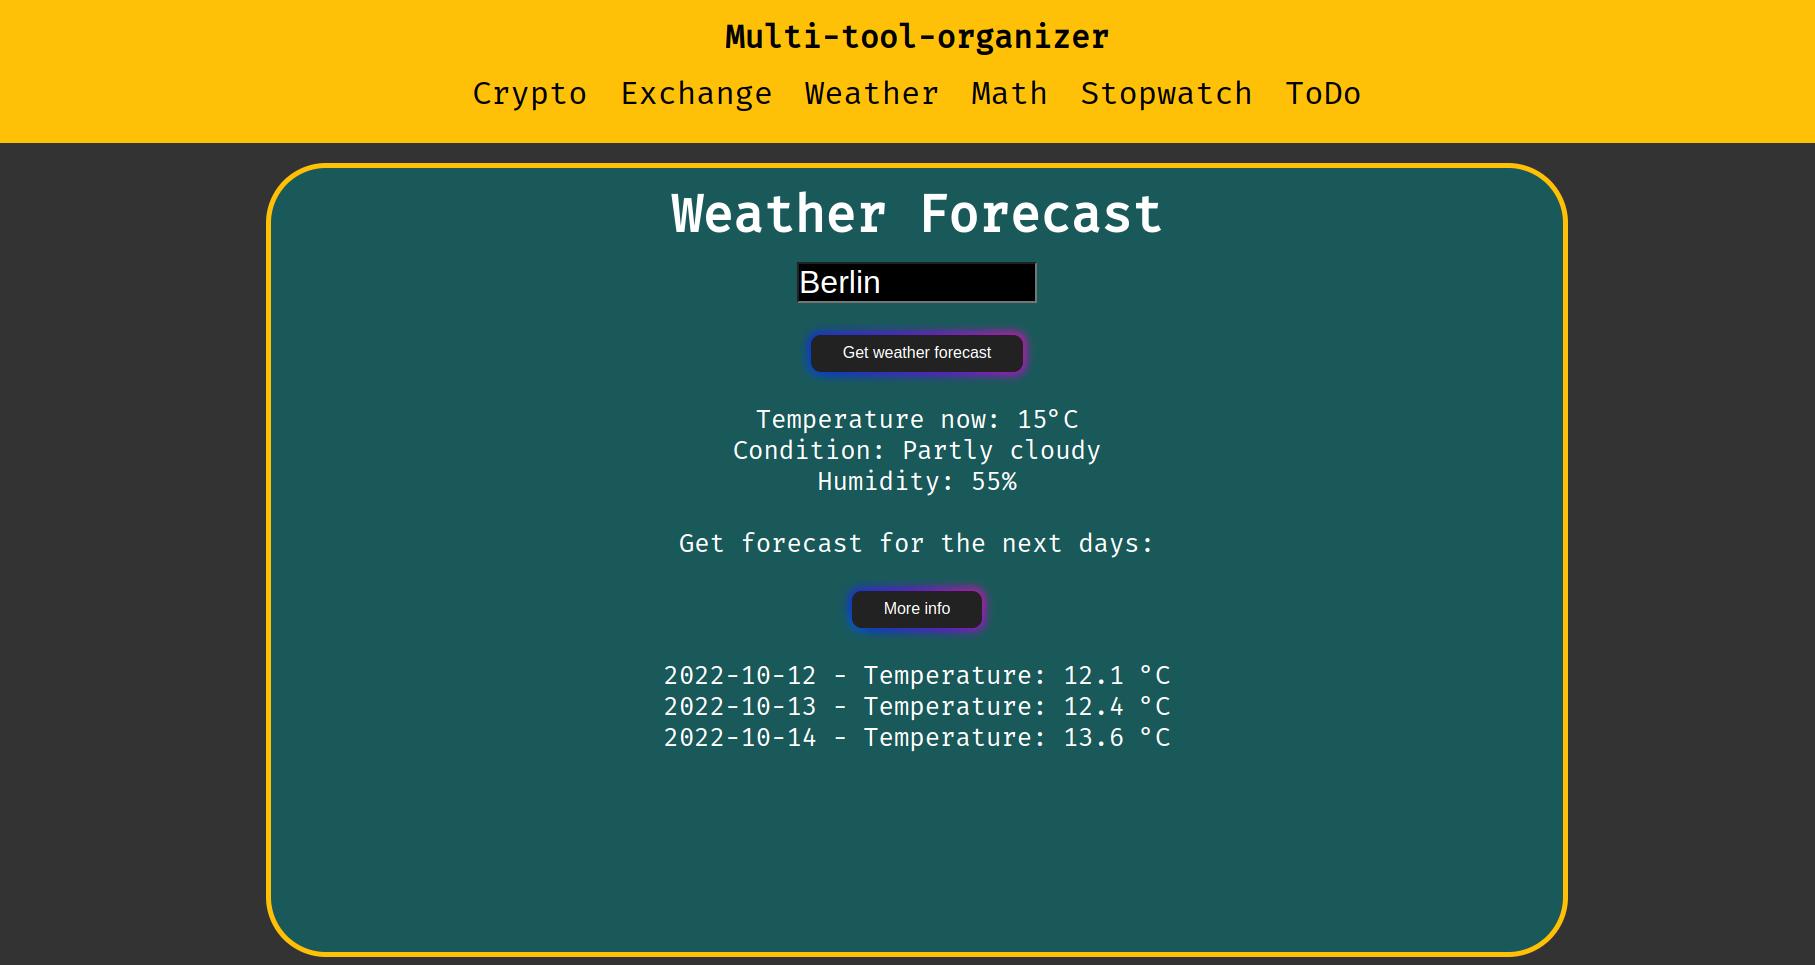 Multi-tool-organizer
Crypto Exchange Weather Math Stopwatch ToDo
Weather Forecast
Berlin
Get weather forecast
Temperature now: 15°C
Condition: Partly cloudy
Humidity: 55%
Get forecast for the next days:
More info
2022-10-12 - Temperature: 12.1 °C
2022-10-13 - Temperature: 12.4 °C
2022-10-14 - Temperature: 13.6 °C